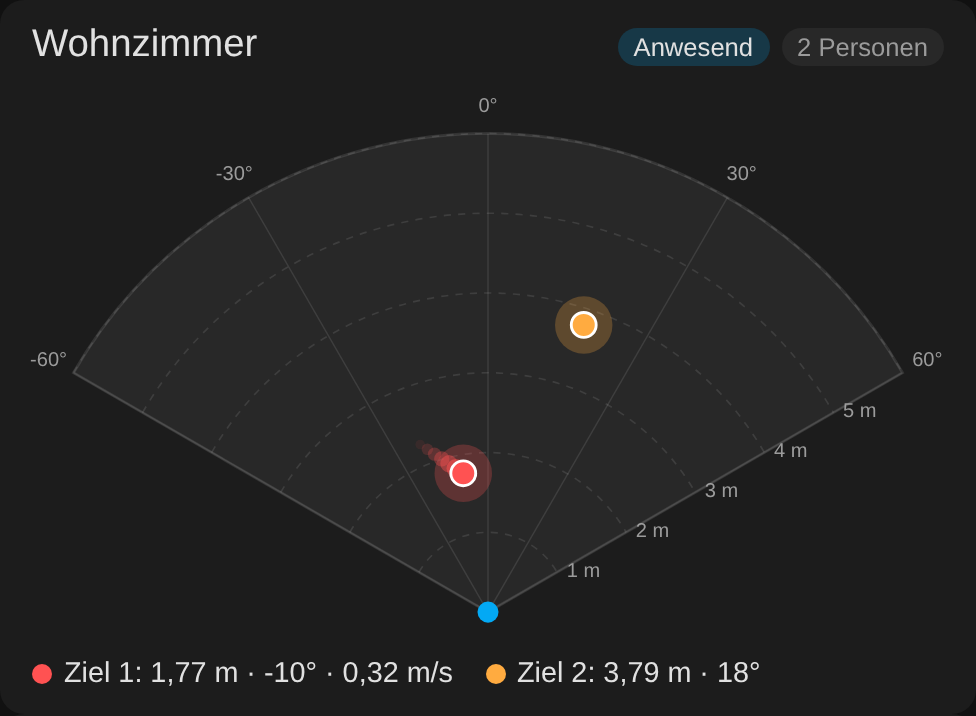 Wohnzimmer
Anwesend
2 Personen
0°
-30°
30°
-60°
60°
5 m
4 m
3 m
2 m
1 m
Ziel 1: 1,77 m · -10° · 0,32 m/s
Ziel 2: 3,79 m · 18°